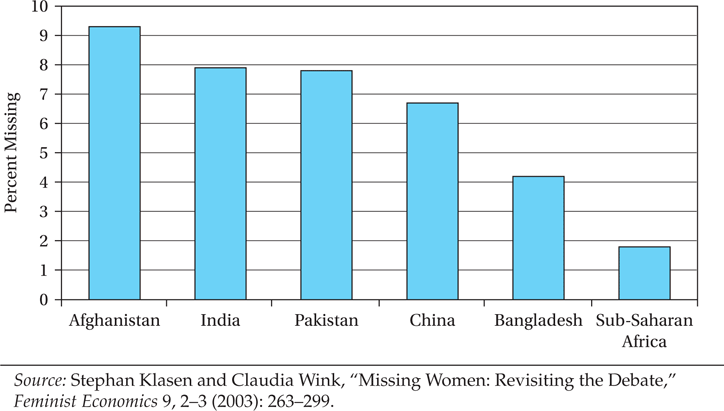 10
9
8
7
6
5
4
3
2
1
0
Percent Missing
Afghanistan
India
Pakistan
China
Bangladesh
Sub-Saharan
Africa
Source: Stephan Klasen and Claudia Wink, “Missing Women: Revisiting the Debate,”
Feminist Economics 9, 2–3 (2003): 263–299.